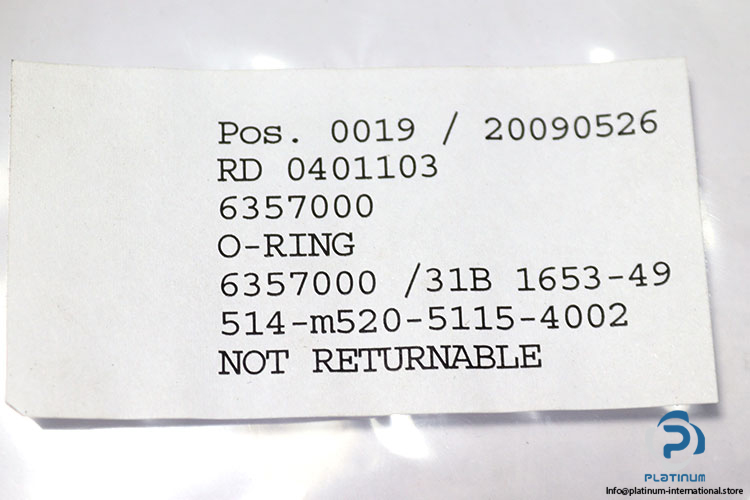 Pos. 0019 / 20090526
RD 0401103
6357000
O-RING
6357000 /31B 1653-49
514-m520-5115-4002
NOT RETURNABLE
PLATINUM
Info@platinum-international.store